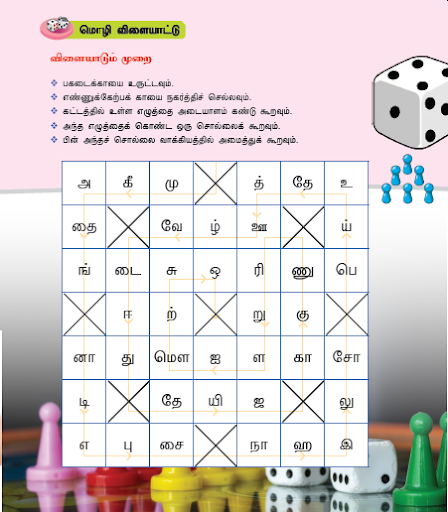 மொழி விளையாட்டு
விளையாடும் முறை
பகடைக்காயை உருட்டவும்.
எண்ணுக்கேற்பக் காயை நகர்த்திச் செல்லவும்.
கட்டத்தில் உள்ள எழுத்தை அடையாளம் கண்டு கூறவும்.
அந்த எழுத்தைக் கொண்ட ஒரு சொல்லைக் கூறவும்.
பின் அந்தச் சொல்லை வாக்கியத்தில் அமைத்துக் கூறவும்.
அ கீ மு த் தே உ
தை வே ழ் ஊ ய்
ங் டை சு ஒ ரி ணு பெ
ஈ ற் று கு
னா து மௌ ஐ ள கா சோ
டி தே யி ஐ லு
எ பு சை நா ஹ இ